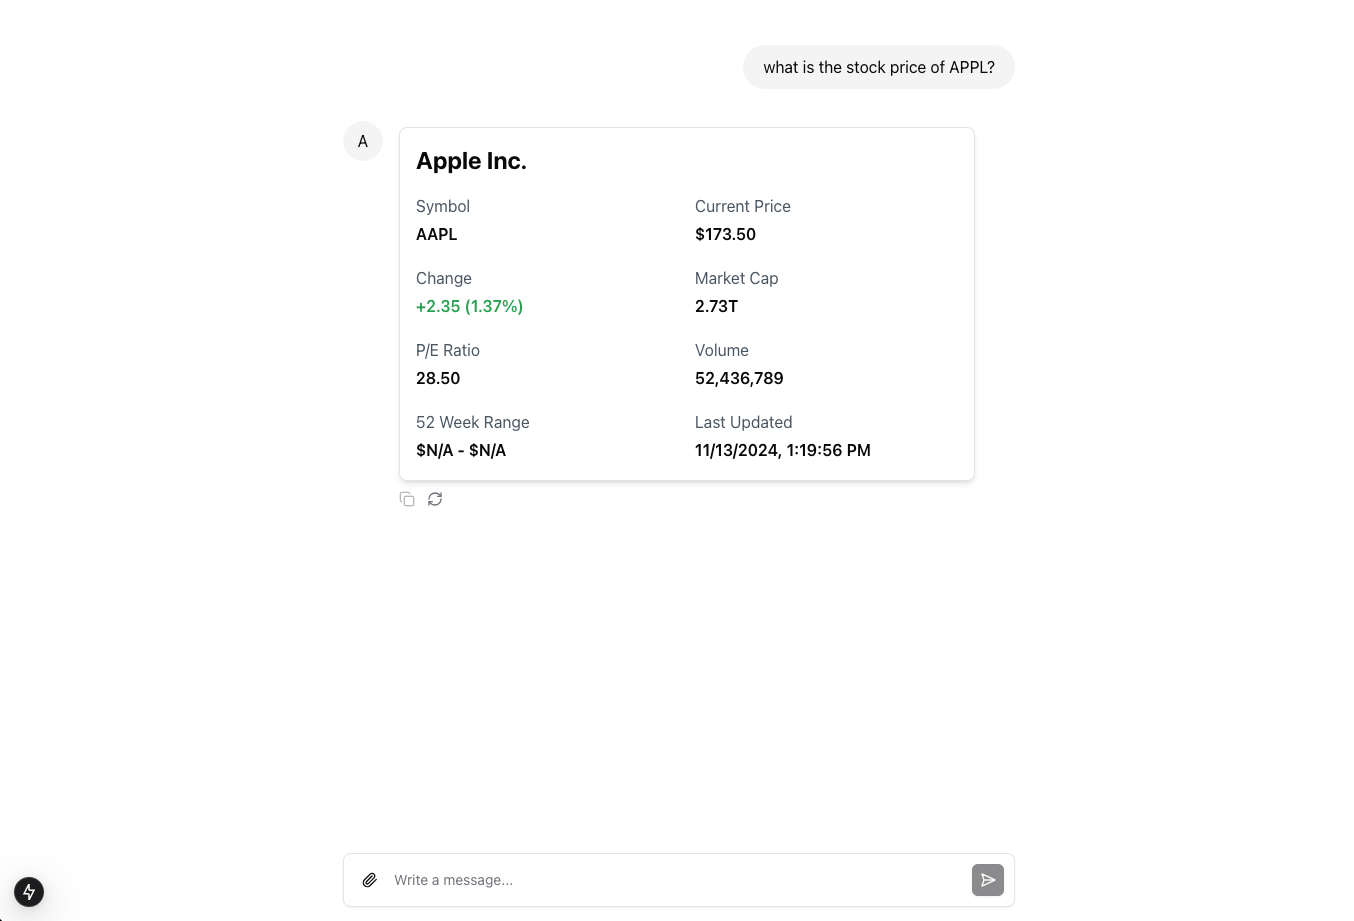 what is the stock price of APPL?
A
Apple Inc.
Symbol
AAPL
Current Price
$173.50
Change
+2.35 (1.37%)
Market Cap
2.73T
P/E Ratio
28.50
Volume
52,436,789
52 Week Range
$N/A - $N/A
Last Updated
11/13/2024, 1:19:56 PM
Write a message...